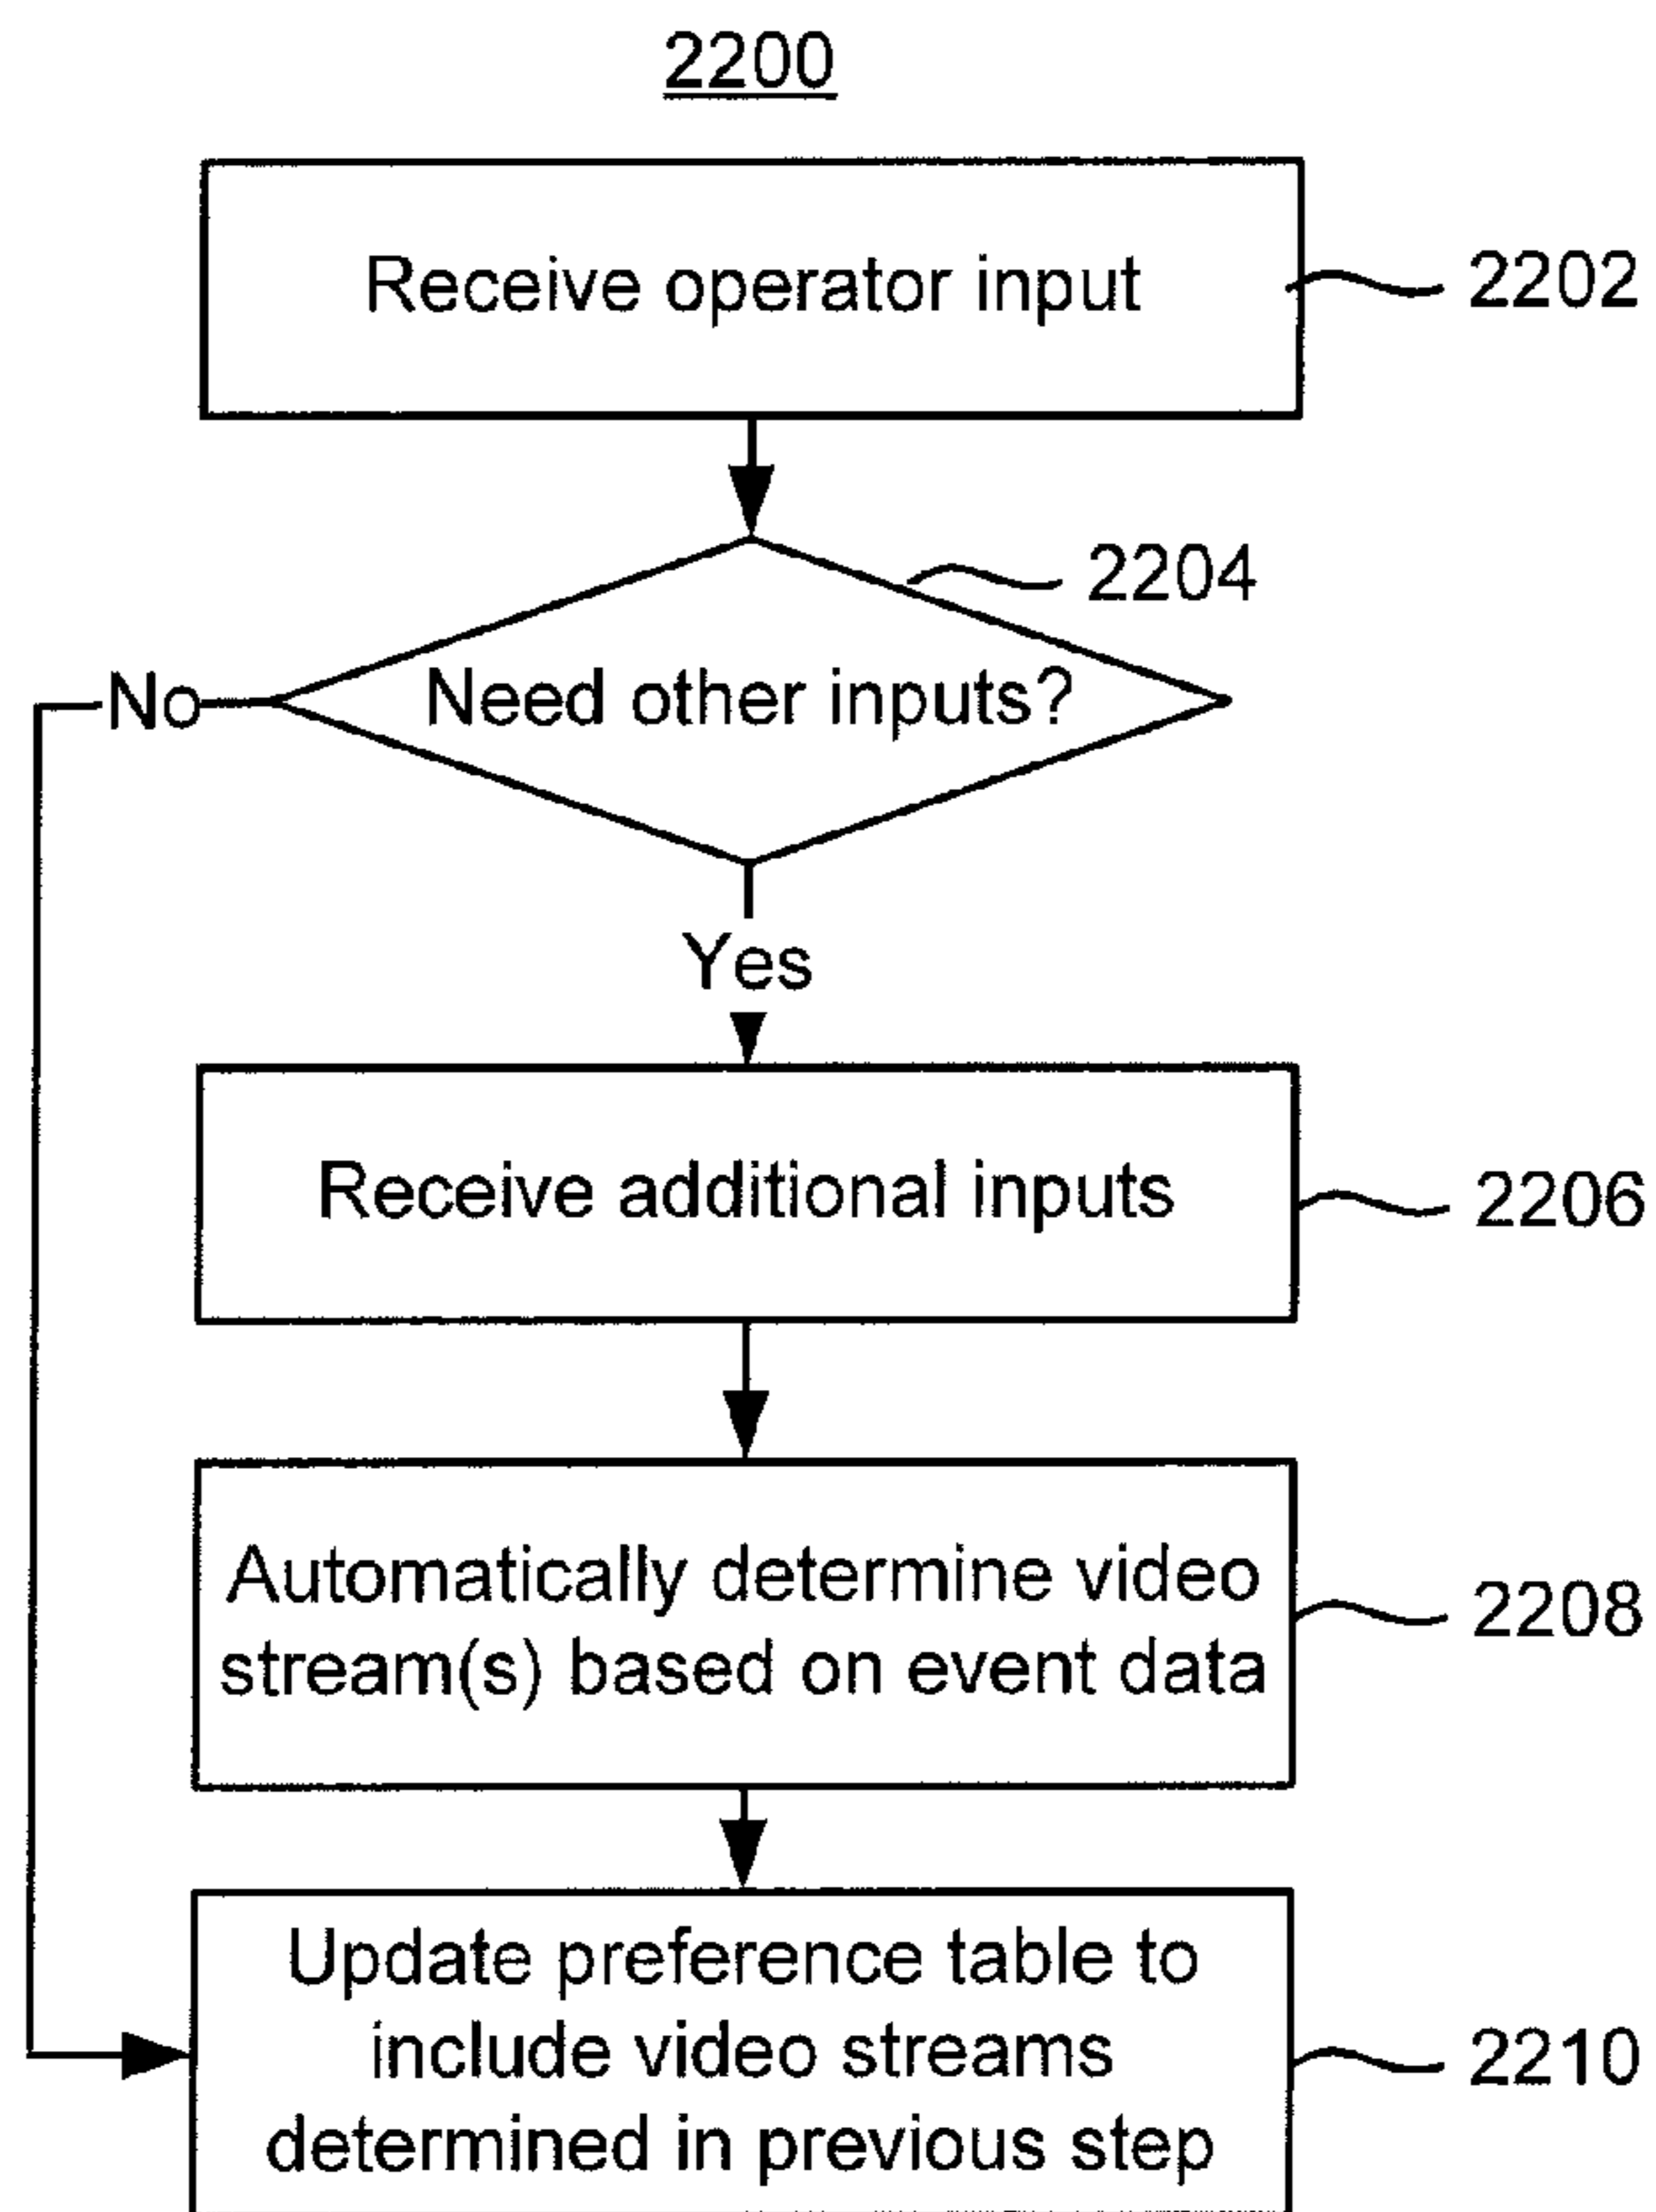 2200
Receive operator input
2202
2204
Need other inputs?
No
Yes
Receive additional inputs
2206
Automatically determine video
stream(s) based on event data
2208
Update preference table to
include video streams
determined in previous step
2210